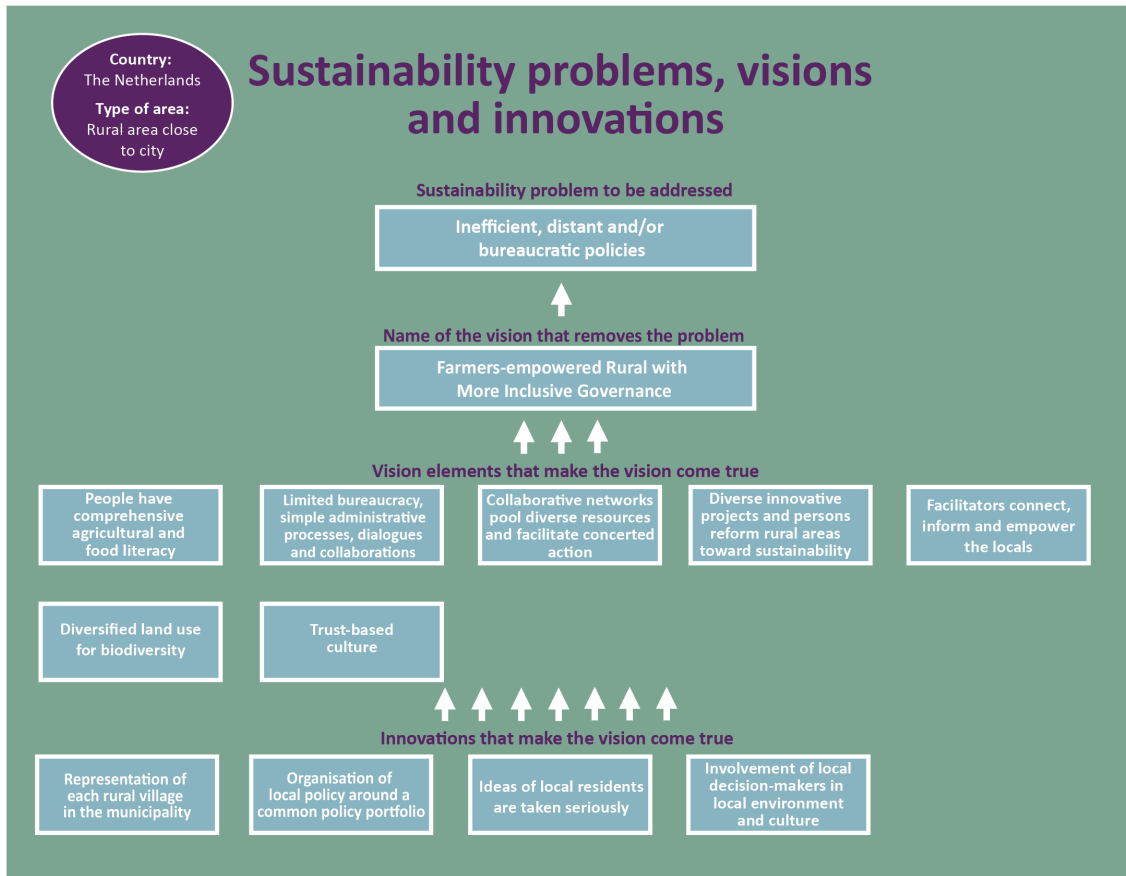 Country:
The Netherlands
Type of area:
Rural area close
to city
Sustainability problems, visions
and innovations
Sustainability problem to be addressed
Inefficient, distant and/or
bureaucratic policies
Name of the vision that removes the problem
Farmers-empowered Rural with
More Inclusive Governance
Vision elements that make the vision come true
People have
comprehensive
agricultural and
food literacy
Limited bureaucracy,
simple administrative
processes, dialogues
and collaborations
Collaborative networks
pool diverse resources
and facilitate concerted
action
Diverse innovative
projects and persons
reform rural areas
toward sustainability
Facilitators connect,
inform and empower
the locals
Diversified land use
for biodiversity
Trust-based
culture
Innovations that make the vision come true
Representation of
each rural village
in the municipality
Organisation of
local policy around a
common policy portfolio
Ideas of local residents
are taken seriously
Involvement of local
decision-makers in
local environment
and culture